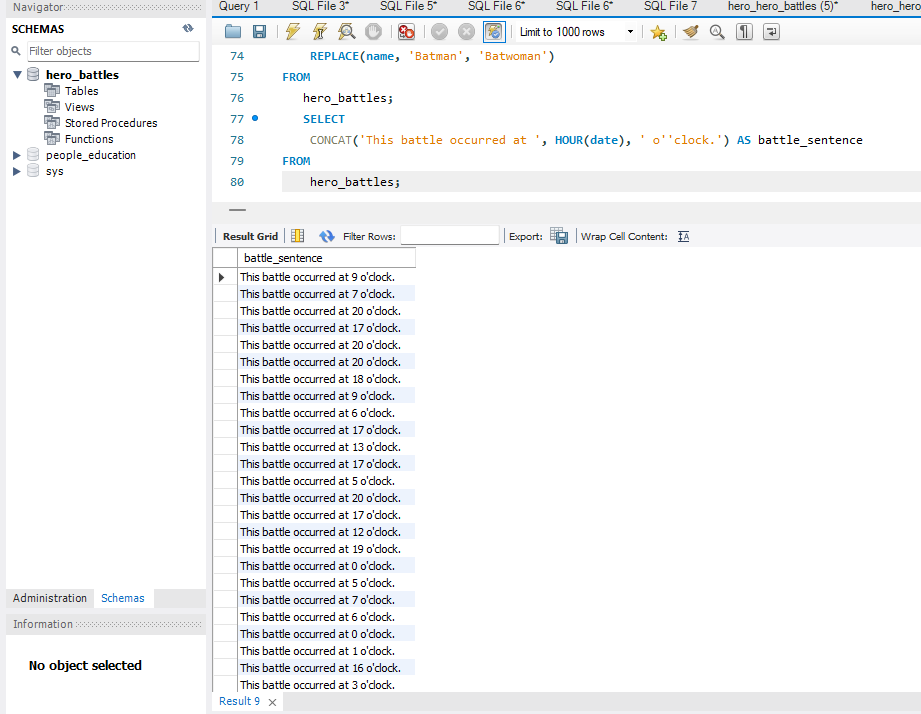 Navigator
Query 1 SQL File 3* SQL File 5* SQL File 6* SQL File 6* SQL File 7 hero_hero_battles (5)* hero_hero
SCHEMAS
Limit to 1000 rows
Filter objects
hero_battles
Tables
Views
Stored Procedures
Functions
people_education
sys
74 REPLACE(name, 'Batman', 'Batwoman')
75 FROM
76 hero_battles;
77 SELECT
78 CONCAT('This battle occurred at ', HOUR(date), ' o''clock.') AS battle_sentence
79 FROM
80 hero_battles;
Result Grid Filter Rows: Export: Wrap Cell Content:
battle_sentence
This battle occurred at 9 o'clock.
This battle occurred at 7 o'clock.
This battle occurred at 20 o'clock.
This battle occurred at 17 o'clock.
This battle occurred at 20 o'clock.
This battle occurred at 20 o'clock.
This battle occurred at 18 o'clock.
This battle occurred at 9 o'clock.
This battle occurred at 6 o'clock.
This battle occurred at 17 o'clock.
This battle occurred at 13 o'clock.
This battle occurred at 17 o'clock.
This battle occurred at 5 o'clock.
This battle occurred at 20 o'clock.
This battle occurred at 17 o'clock.
This battle occurred at 12 o'clock.
This battle occurred at 19 o'clock.
This battle occurred at 0 o'clock.
This battle occurred at 5 o'clock.
This battle occurred at 7 o'clock.
This battle occurred at 6 o'clock.
This battle occurred at 0 o'clock.
This battle occurred at 1 o'clock.
This battle occurred at 16 o'clock.
This battle occurred at 3 o'clock.
Administration Schemas
Information
No object selected
Result 9